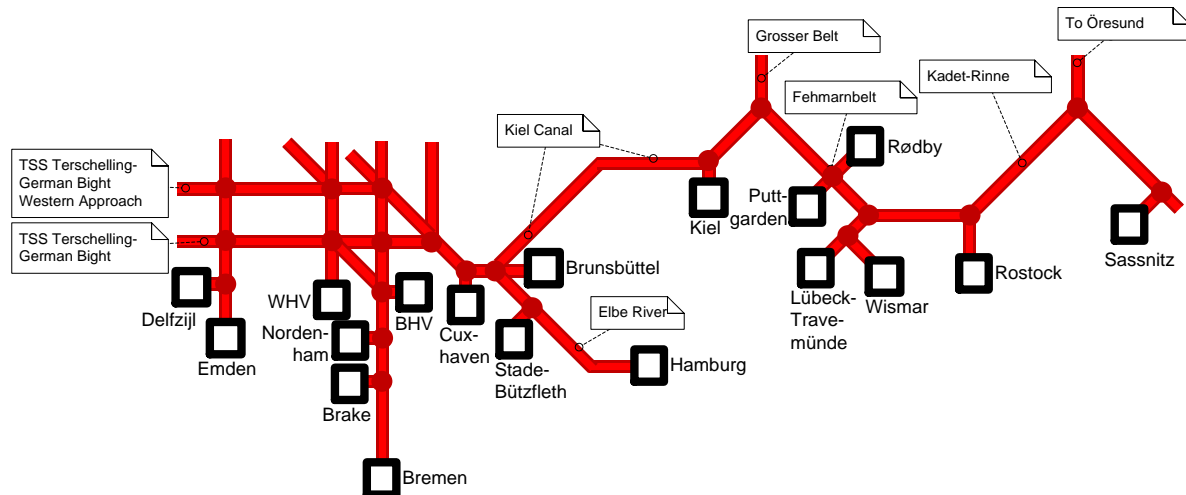 To Öresund
Grosser Belt
Kadet-Rinne
Fehmarnbelt
Kiel Canal
Rødby
TSS Terschelling-
German Bight
Western Approach
Putt-
garden
Kiel
TSS Terschelling-
German Bight
Sassnitz
Brunsbüttel
Rostock
Delfzijl
WHV
BHV
Cux-
haven
Lübeck-
Trave-
münde
Wismar
Elbe River
Norden-
ham
Emden
Stade-
Bützfleth
Hamburg
Brake
Bremen